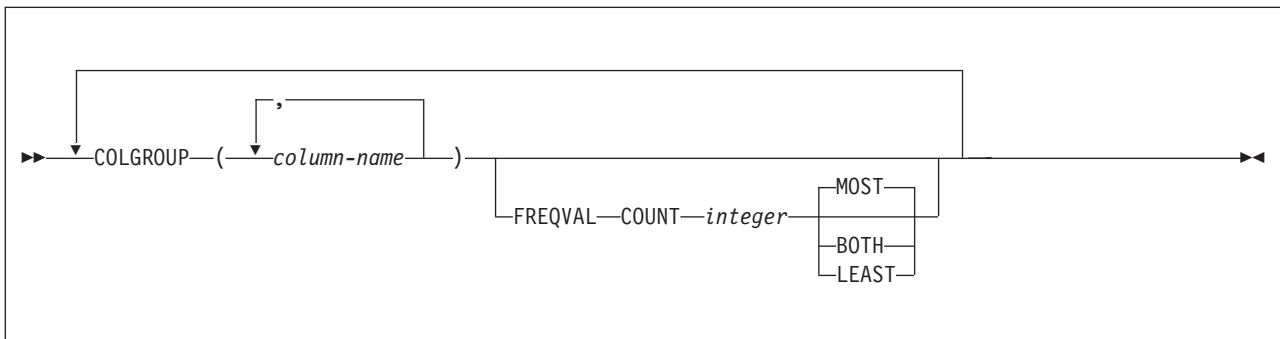 ,
COLGROUP ( column-name )
MOST
FREQVAL COUNT integer
BOTH
LEAST